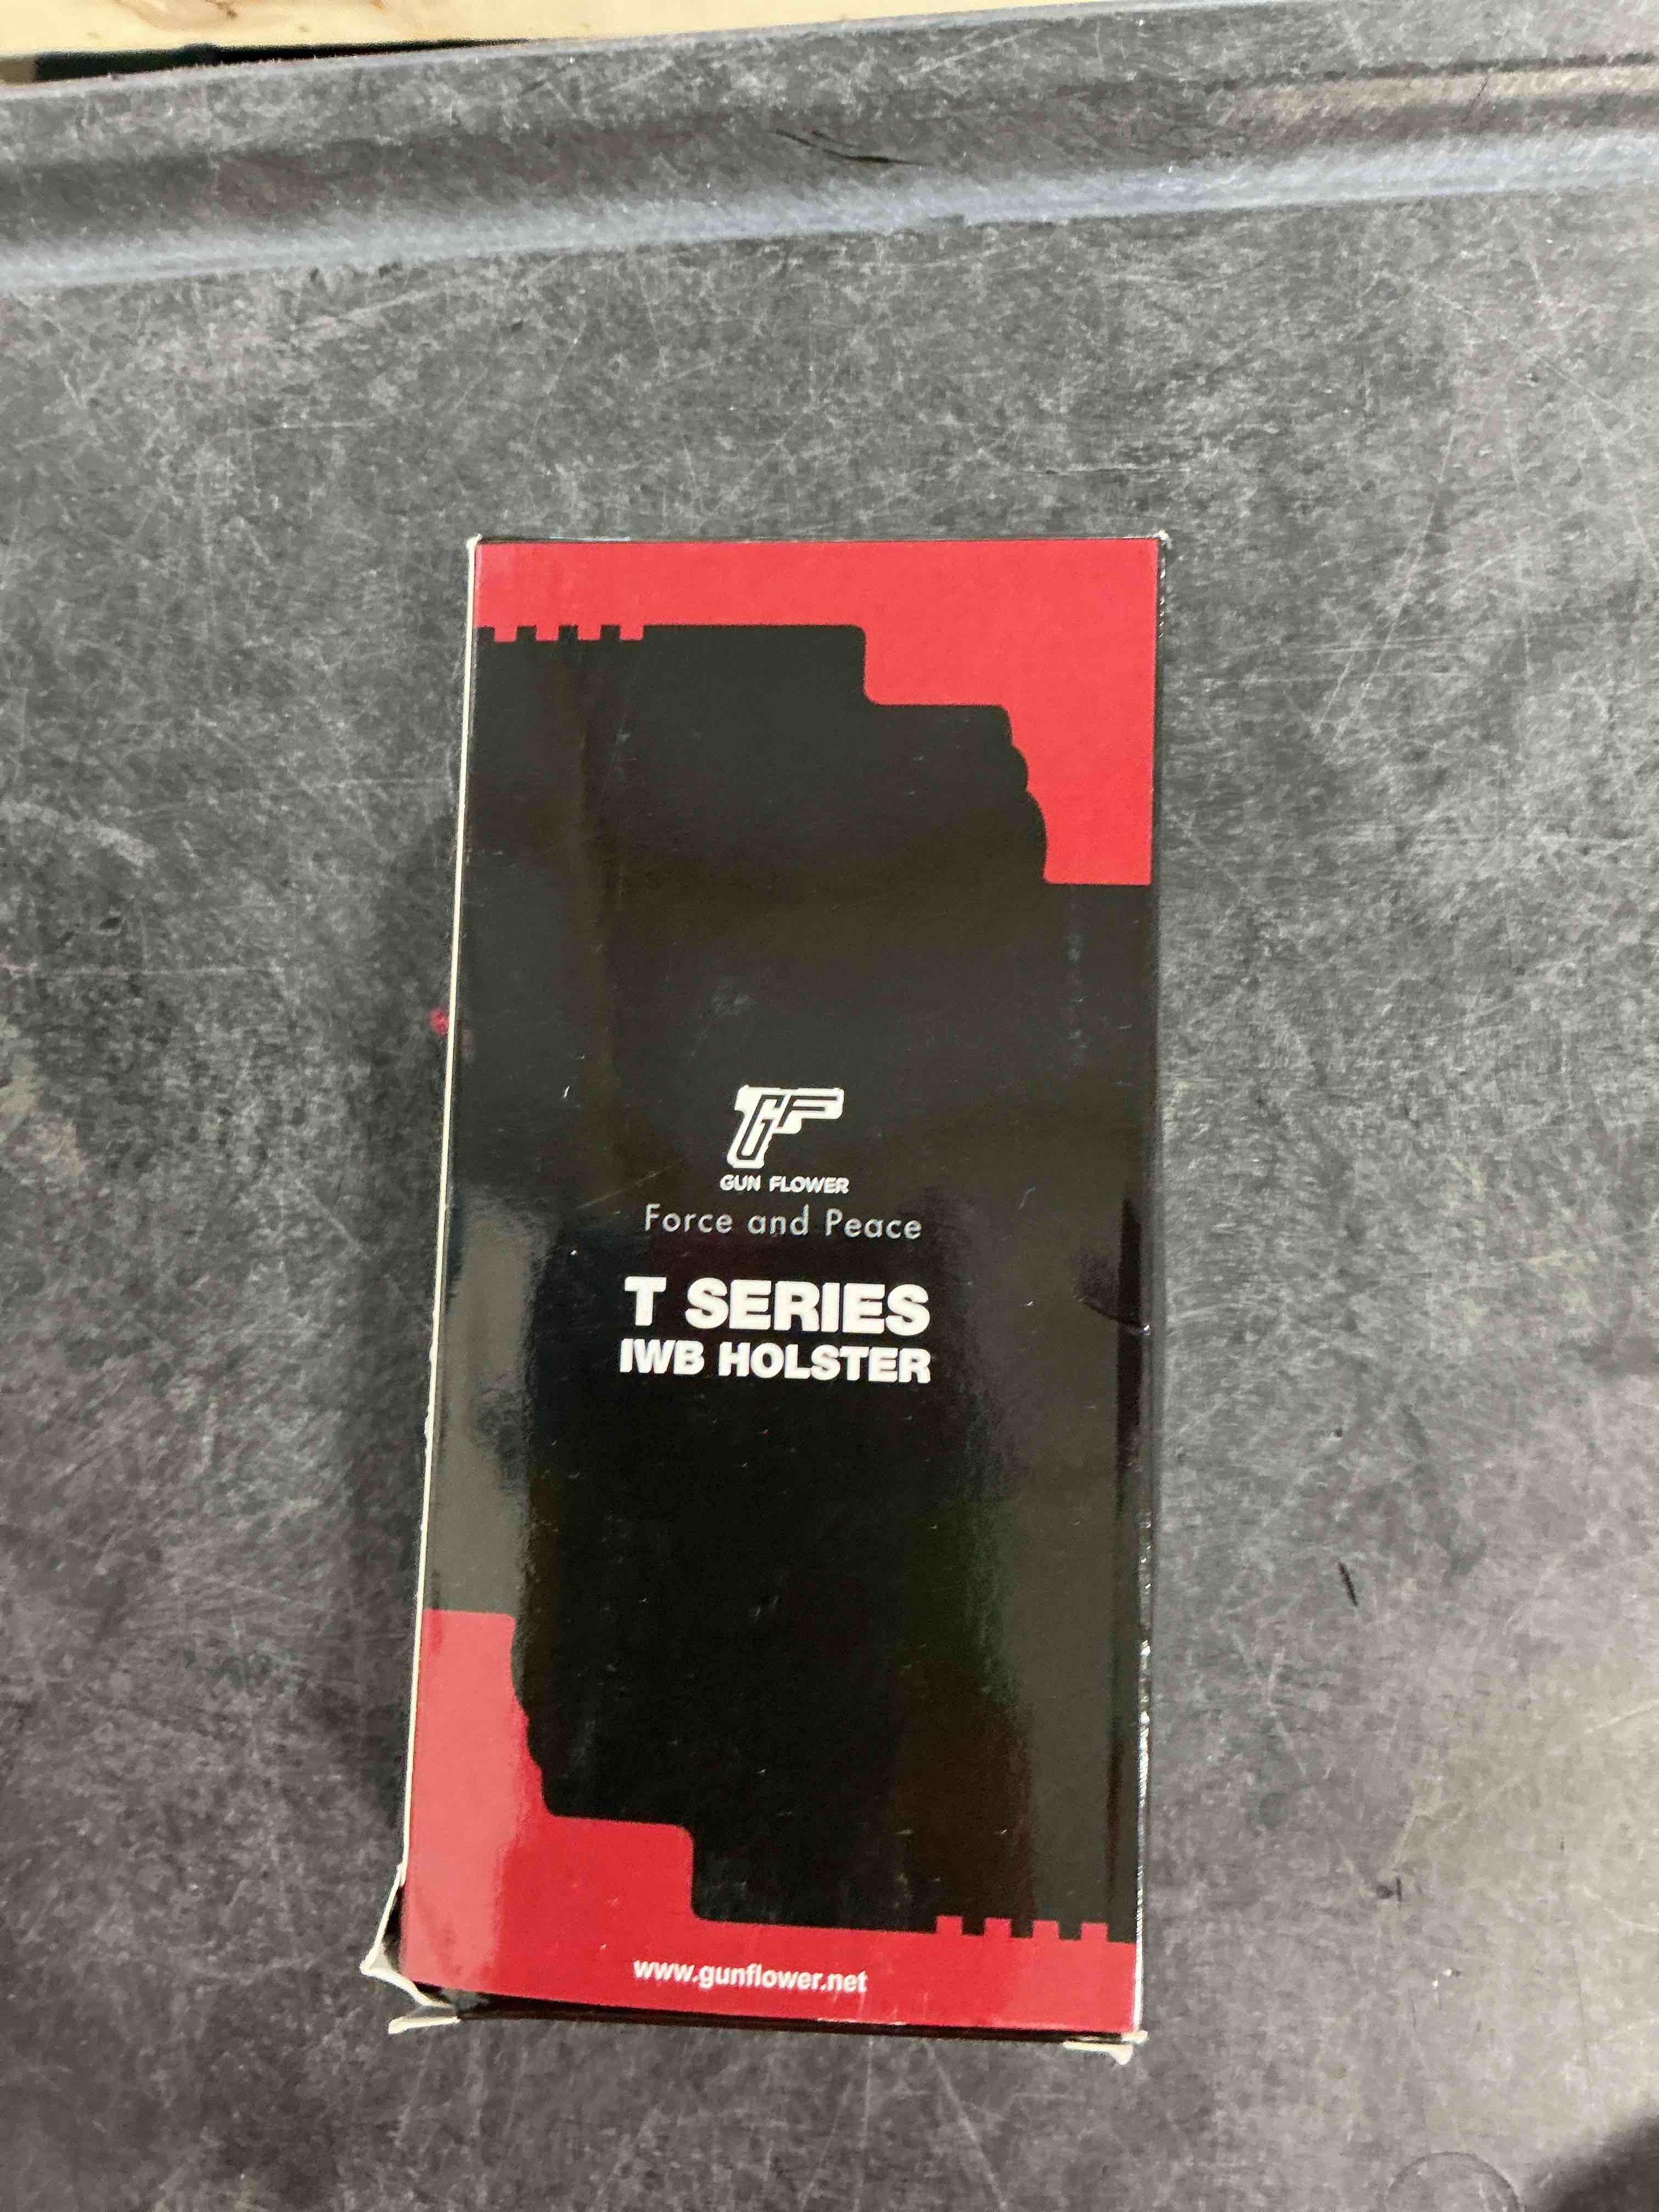 GF
GUN FLOWER
Force and Peace
T SERIES
IWB HOLSTER
www.gunflower.net